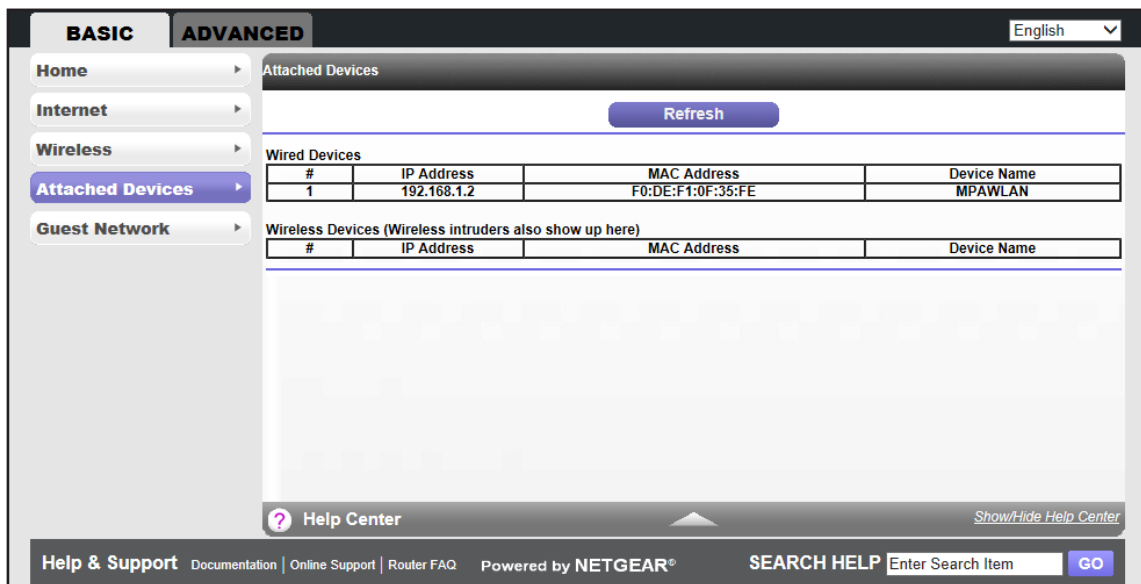 BASIC ADVANCED English
Home
Internet
Wireless
Attached Devices
Guest Network
Attached Devices
Refresh
Wired Devices
# IP Address MAC Address Device Name
1 192.168.1.2 F0:DE:F1:0F:35:FE MPAWLAN
Wireless Devices (Wireless intruders also show up here)
# IP Address MAC Address Device Name
? Help Center Show/Hide Help Center
Help & Support Documentation | Online Support | Router FAQ Powered by NETGEAR® SEARCH HELP Enter Search Item GO